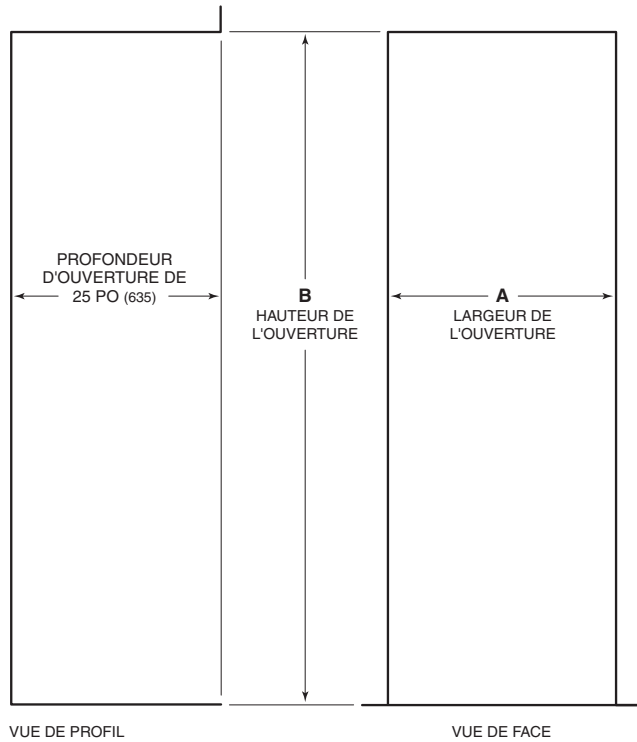 PROFONDEUR
D'OUVERTURE DE
25 PO (635)
B
HAUTEUR DE
L'OUVERTURE
A
LARGEUR DE
L'OUVERTURE
VUE DE PROFIL
VUE DE FACE